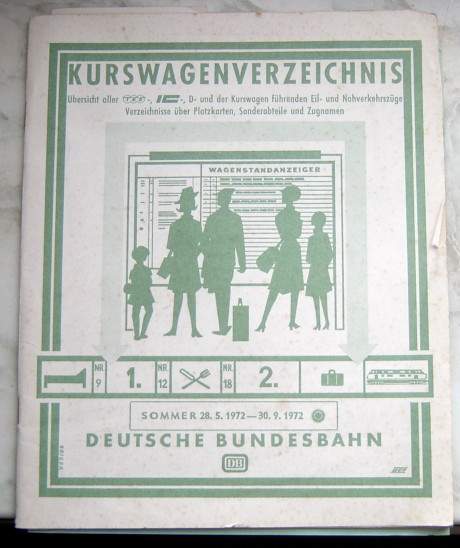 KURSWAGENVERZEICHNIS
Übersicht aller TEE-, IC-, D- und der Kurswagen führenden Eil- und Nahverkehrszüge
Verzeichnisse über Platzkarten, Sonderabteile und Zugnamen
WAGENSTANDANZEIGER
NR. 9 1. NR. 12 NR. 18 2.
SOMMER 28. 5. 1972—30. 9. 1972
DEUTSCHE BUNDESBAHN
DB